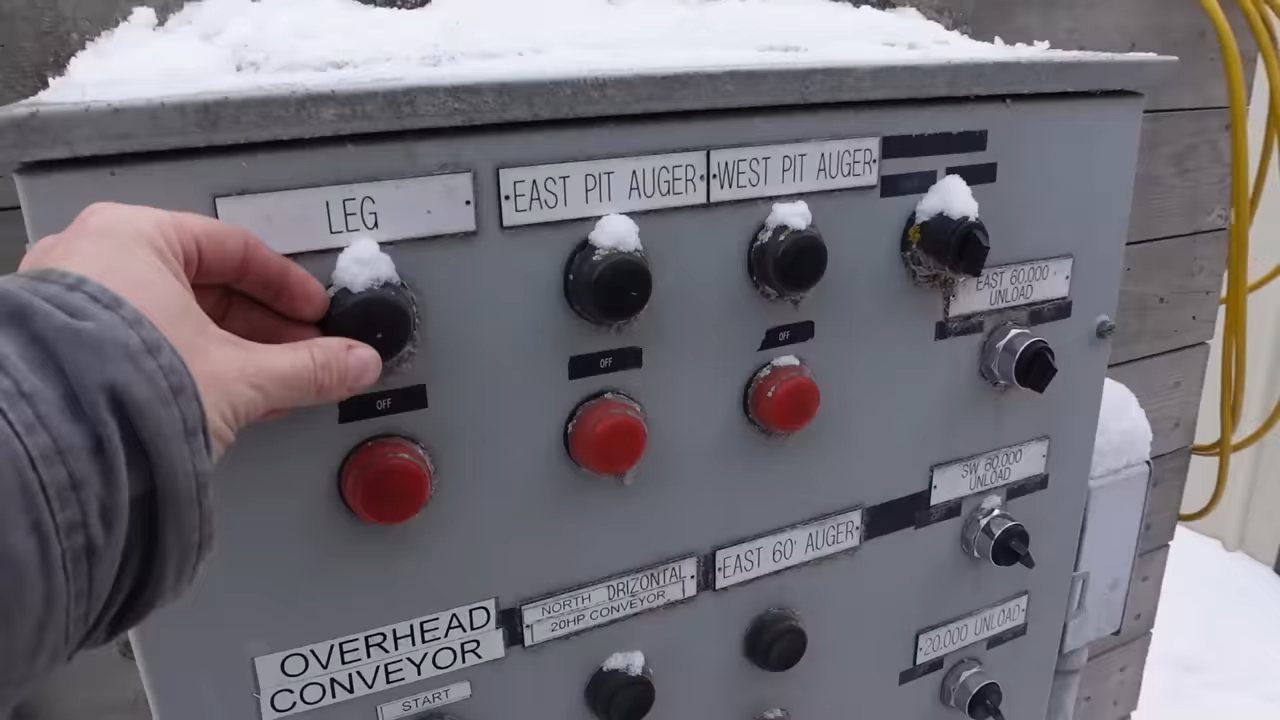 LEG
EAST PIT AUGER
WEST PIT AUGER
EAST 60.000
UNLOAD
OFF
OFF
OFF
SW 60.000
UNLOAD
EAST 60' AUGER
NORTH DRIZONTAL
20HP CONVEYOR
OVERHEAD
CONVEYOR
START
20.000 UNLOAD